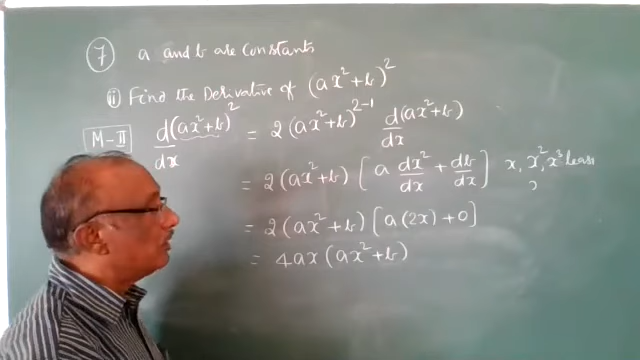 ⑦ a and b are constants
(ii) Find the Derivative of (ax²+b)²
M-II d(ax²+b)²/dx = 2(ax²+b)²⁻¹ d(ax²+b)/dx
= 2(ax²+b)[a dx²/dx + db/dx] x, x², x³
= 2(ax²+b)[a(2x)+0]
= 4ax(ax²+b)